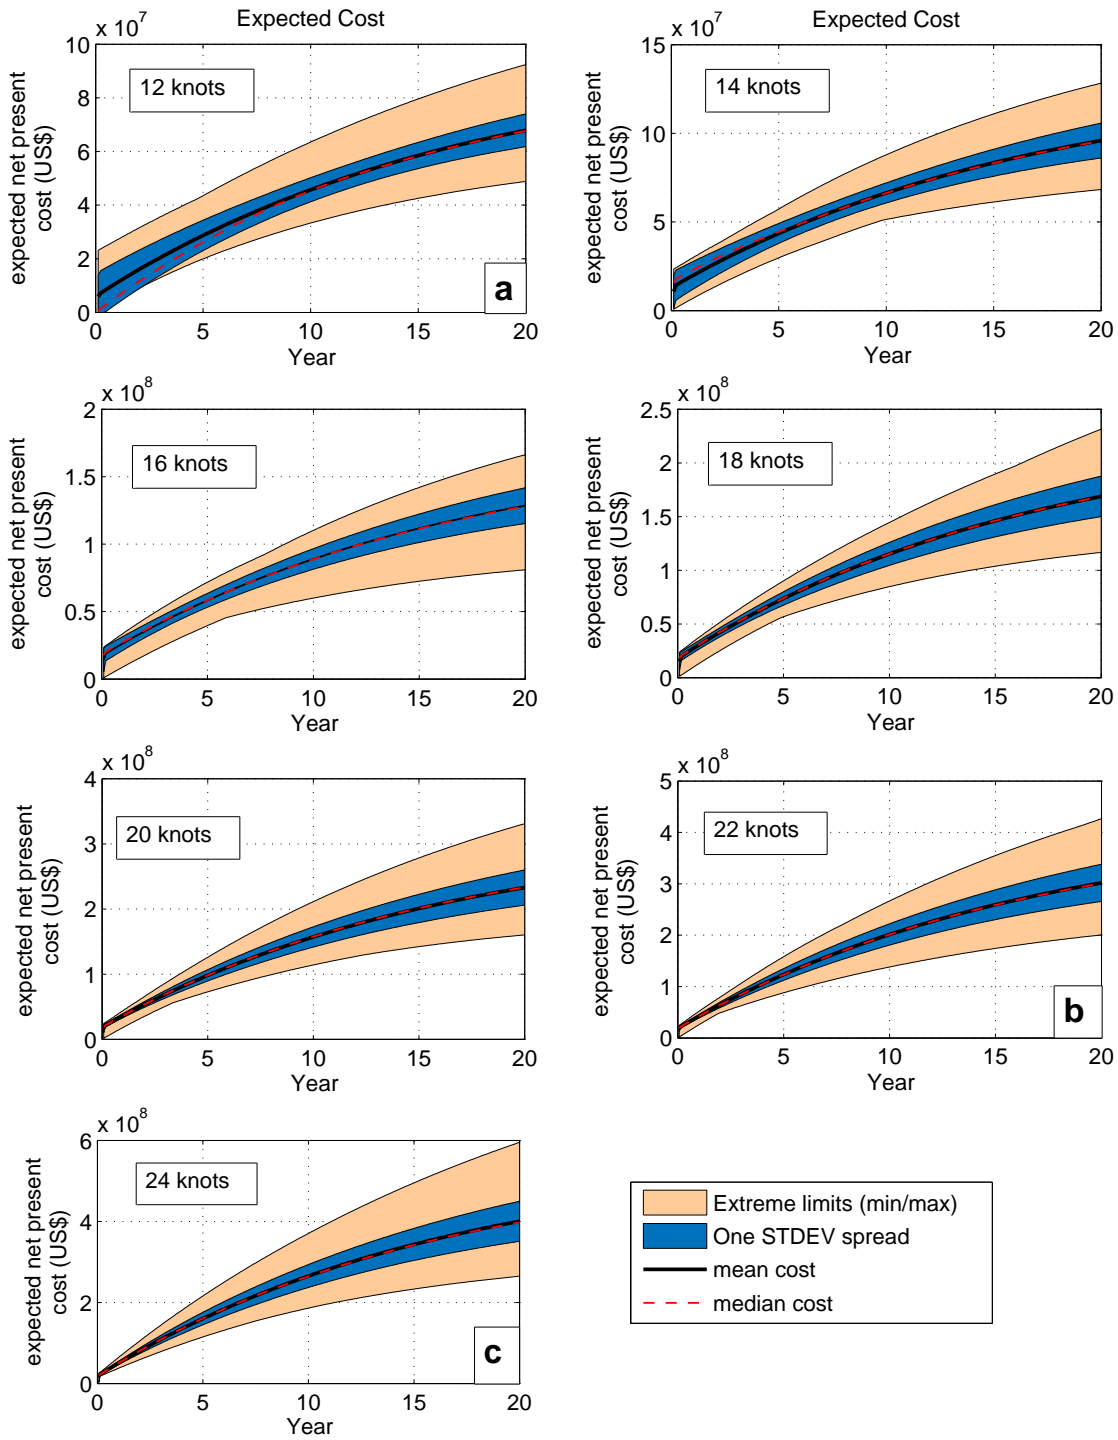 Expected Cost
x 10^7
10
8
6
4
2
0
0 5 10 15 20
12 knots
a
expected net present
cost (US$)
Year
Expected Cost
x 10^7
15
10
5
0
0 5 10 15 20
14 knots
expected net present
cost (US$)
Year
x 10^8
2
1.5
1
0.5
0
0 5 10 15 20
16 knots
expected net present
cost (US$)
Year
x 10^8
2.5
2
1.5
1
0.5
0
0 5 10 15 20
18 knots
expected net present
cost (US$)
Year
x 10^8
4
3
2
1
0
0 5 10 15 20
20 knots
expected net present
cost (US$)
Year
x 10^8
5
4
3
2
1
0
0 5 10 15 20
22 knots
b
expected net present
cost (US$)
Year
x 10^8
6
4
2
0
0 5 10 15 20
24 knots
c
expected net present
cost (US$)
Year
Extreme limits (min/max)
One STDEV spread
mean cost
median cost